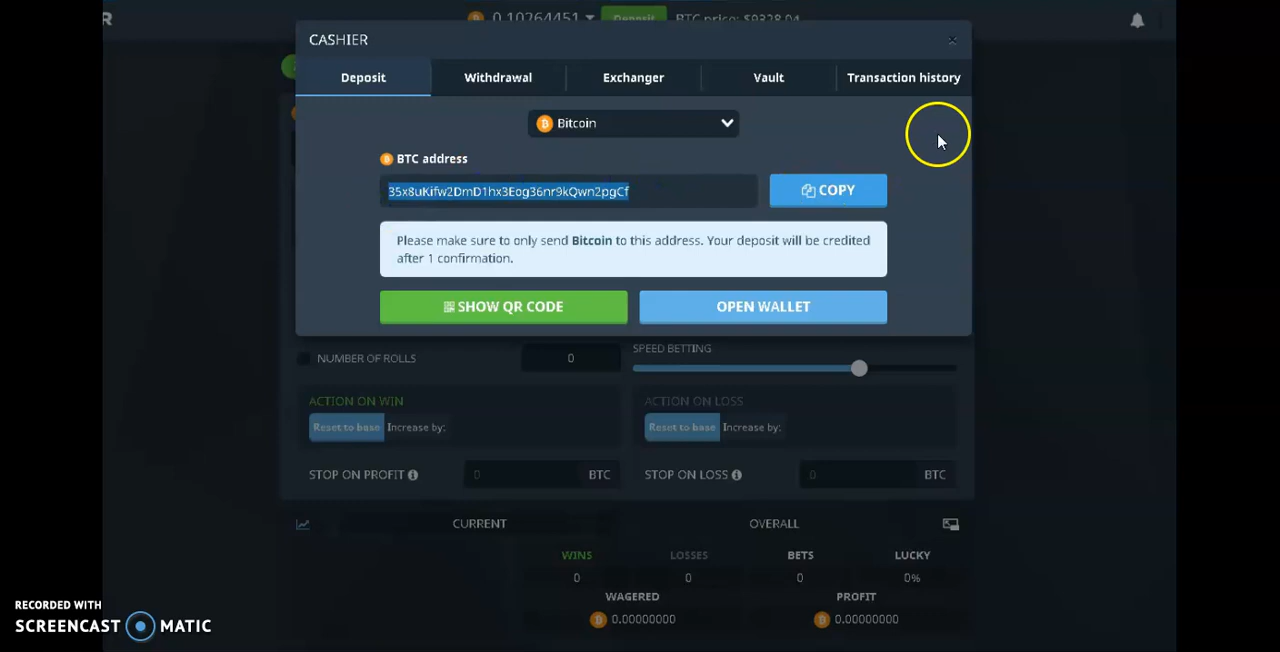 R 0.10264451 Deposit BTC price: $9328.04
CASHIER
Deposit Withdrawal Exchanger Vault Transaction history
Bitcoin
BTC address
35x8uKifw2DmD1hx3Eog36nr9kQwn2pgCf COPY
Please make sure to only send Bitcoin to this address. Your deposit will be credited
after 1 confirmation.
SHOW QR CODE OPEN WALLET
NUMBER OF ROLLS 0 SPEED BETTING
ACTION ON WIN ACTION ON LOSS
Reset to base Increase by: Reset to base Increase by:
STOP ON PROFIT 0 BTC STOP ON LOSS 0 BTC
CURRENT OVERALL
WINS LOSSES BETS LUCKY
0 0 0 0%
WAGERED PROFIT
0.00000000 0.00000000
RECORDED WITH
SCREENCAST MATIC